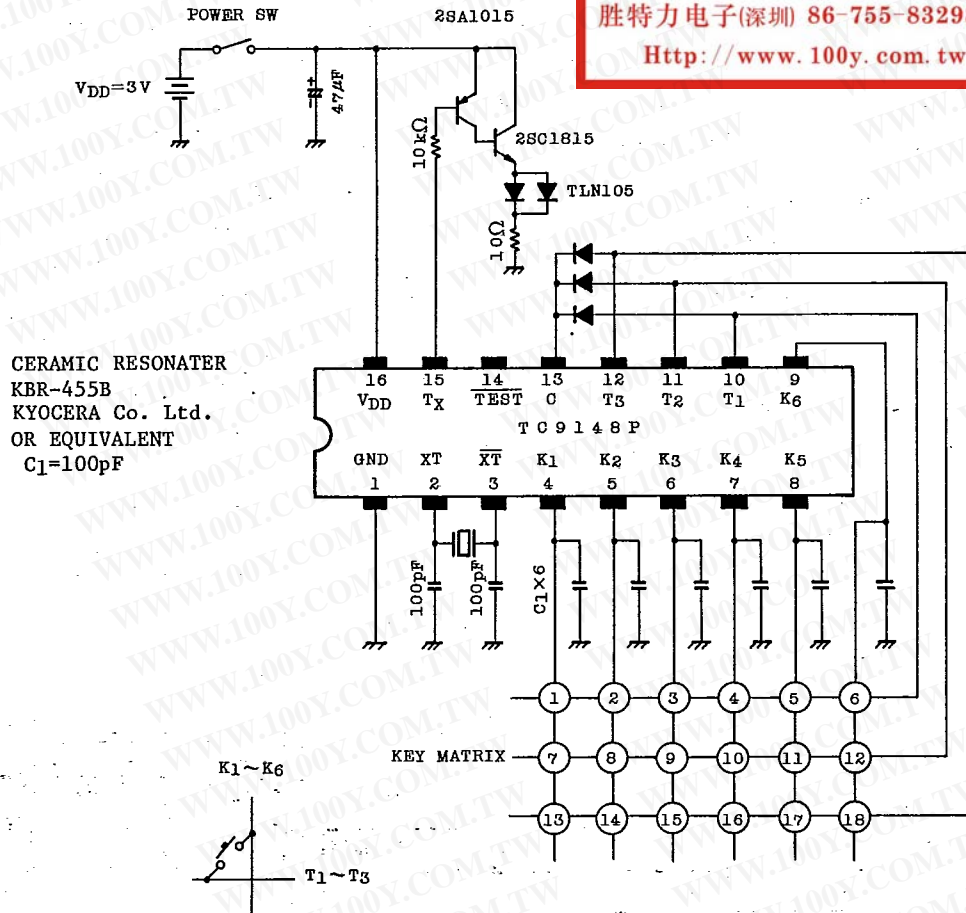 POWER SW
2SA1015
胜特力电子(深圳) 86-755-8329
Http://www.100y.com.tw
VDD=3V
47μF
10kΩ
2SC1815
TLN105
10Ω
CERAMIC RESONATER
KBR-455B
KYOCERA Co. Ltd.
OR EQUIVALENT
C1=100pF
16 15 14 13 12 11 10 9
VDD TX TEST C T3 T2 T1 K6
TC9148P
GND XT XT K1 K2 K3 K4 K5
1 2 3 4 5 6 7 8
100pF
100pF
C1×6
1 2 3 4 5 6
KEY MATRIX
7 8 9 10 11 12
13 14 15 16 17 18
K1~K6
T1~T3
WWW.100Y.COM.TW